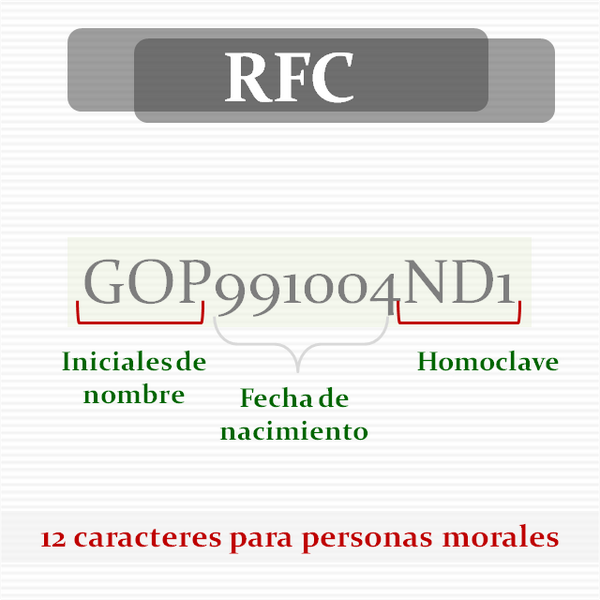 RFC
GOP991004ND1
Iniciales de
nombre
Homoclave
Fecha de
nacimiento
12 caracteres para personas morales